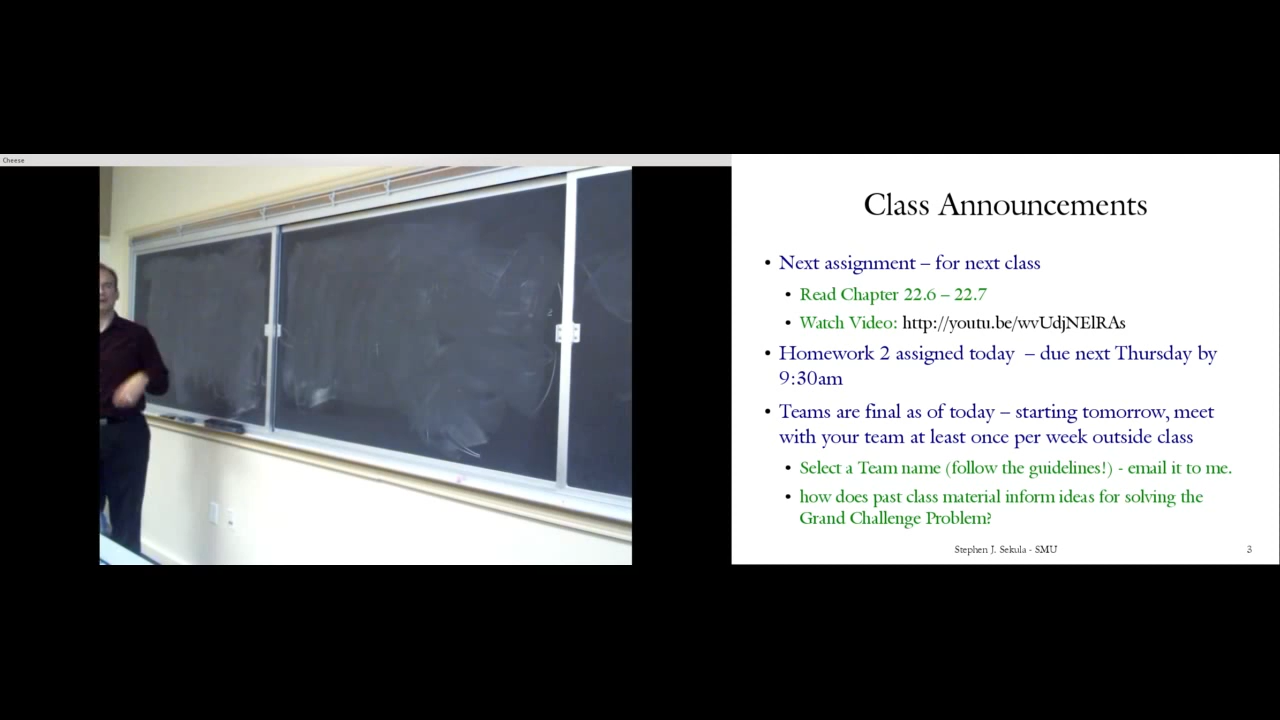 Cheese
Class Announcements
• Next assignment – for next class
• Read Chapter 22.6 – 22.7
• Watch Video: http://youtu.be/wvUdjNElRAs
• Homework 2 assigned today – due next Thursday by
9:30am
• Teams are final as of today – starting tomorrow, meet
with your team at least once per week outside class
• Select a Team name (follow the guidelines!) - email it to me.
• how does past class material inform ideas for solving the
Grand Challenge Problem?
Stephen J. Sekula - SMU
3